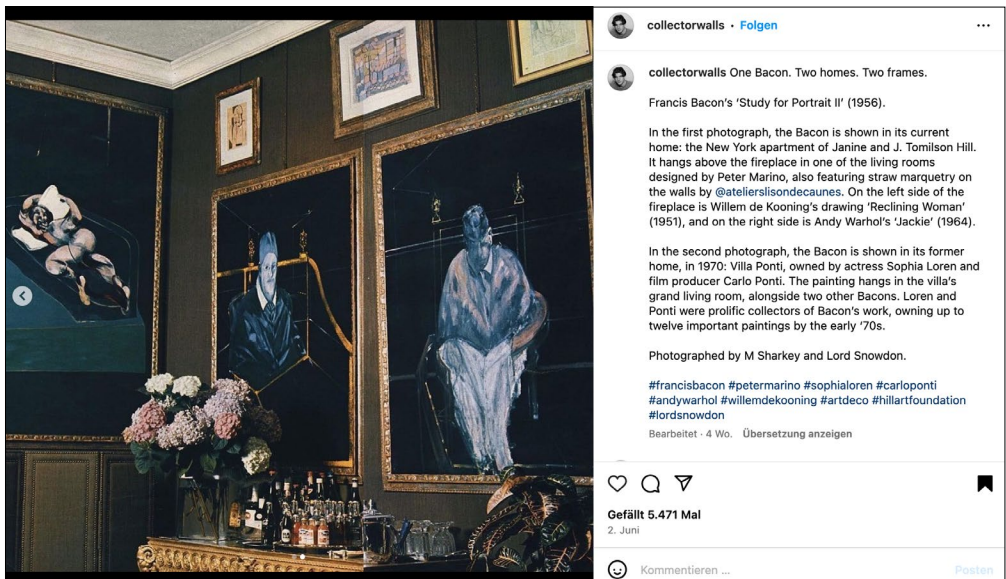 collectorwalls • Folgen
collectorwalls One Bacon. Two homes. Two frames.
Francis Bacon's 'Study for Portrait II' (1956).
In the first photograph, the Bacon is shown in its current
home: the New York apartment of Janine and J. Tomilson Hill.
It hangs above the fireplace in one of the living rooms
designed by Peter Marino, also featuring straw marquetry on
the walls by @atelierslisondecaunes. On the left side of the
fireplace is Willem de Kooning's drawing 'Reclining Woman'
(1951), and on the right side is Andy Warhol's 'Jackie' (1964).
In the second photograph, the Bacon is shown in its former
home, in 1970: Villa Ponti, owned by actress Sophia Loren and
film producer Carlo Ponti. The painting hangs in the villa's
grand living room, alongside two other Bacons. Loren and
Ponti were prolific collectors of Bacon's work, owning up to
twelve important paintings by the early '70s.
Photographed by M Sharkey and Lord Snowdon.
#francisbacon #petermarino #sophialoren #carloponti
#andywarhol #willemdekooning #artdeco #hillartfoundation
#lordsnowdon
Bearbeitet · 4 Wo. Übersetzung anzeigen
Gefällt 5.471 Mal
2. Juni
Kommentieren ...
Posten